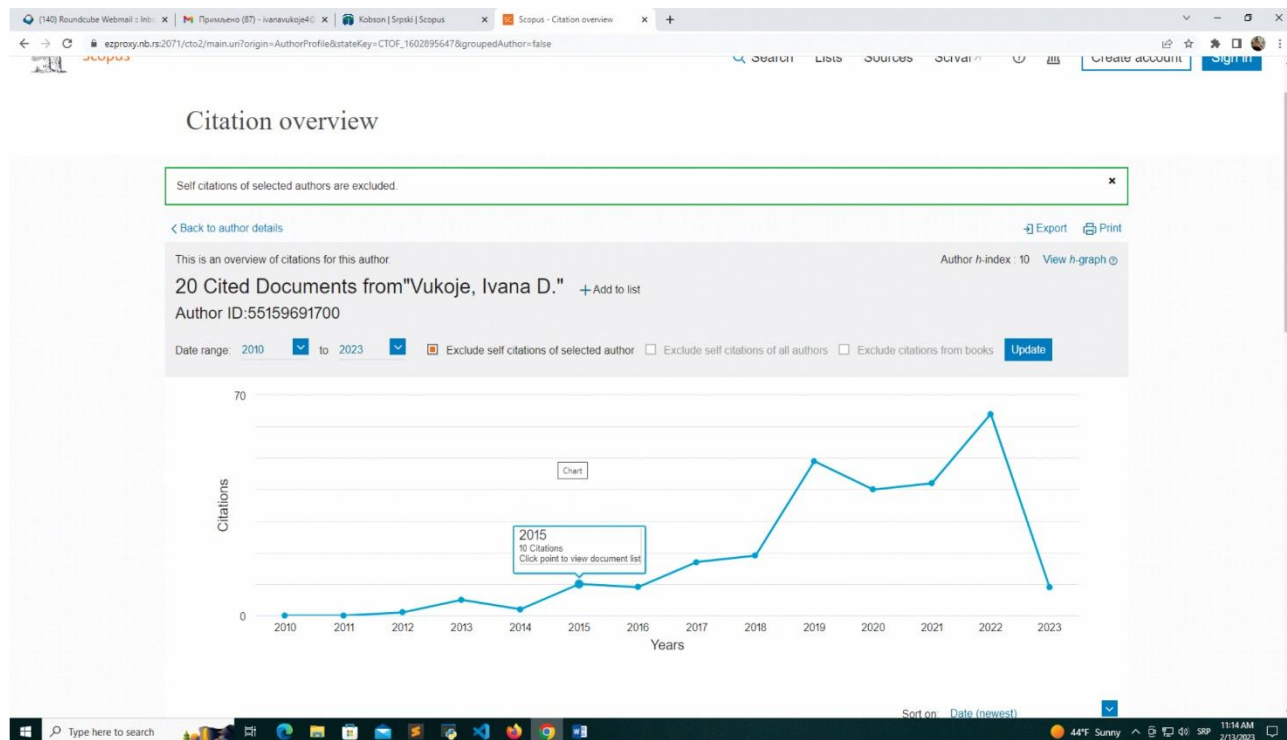 (140) Roundcube Webmail :: Inb
Примљено (87) - ivanavukoje4@
Kobson | Srpski | Scopus
Scopus - Citation overview
ezproxy.nb.rs:2071/cto2/main.uri?origin=AuthorProfile&stateKey=CTOF_1602895647&groupedAuthor=false
Scopus
Search Lists Sources SciVal Create account Sign in
Citation overview
Self citations of selected authors are excluded.
Back to author details
Export Print
This is an overview of citations for this author.
Author h-index : 10 View h-graph
20 Cited Documents from"Vukoje, Ivana D." +Add to list
Author ID:55159691700
Date range: 2010 to 2023 Exclude self citations of selected author Exclude self citations of all authors Exclude citations from books Update
70
Chart
Citations
2015
10 Citations
Click point to view document list
0
2010 2011 2012 2013 2014 2015 2016 2017 2018 2019 2020 2021 2022 2023
Years
Sort on: Date (newest)
Type here to search
44°F Sunny
SRP
11:14 AM
2/13/2023